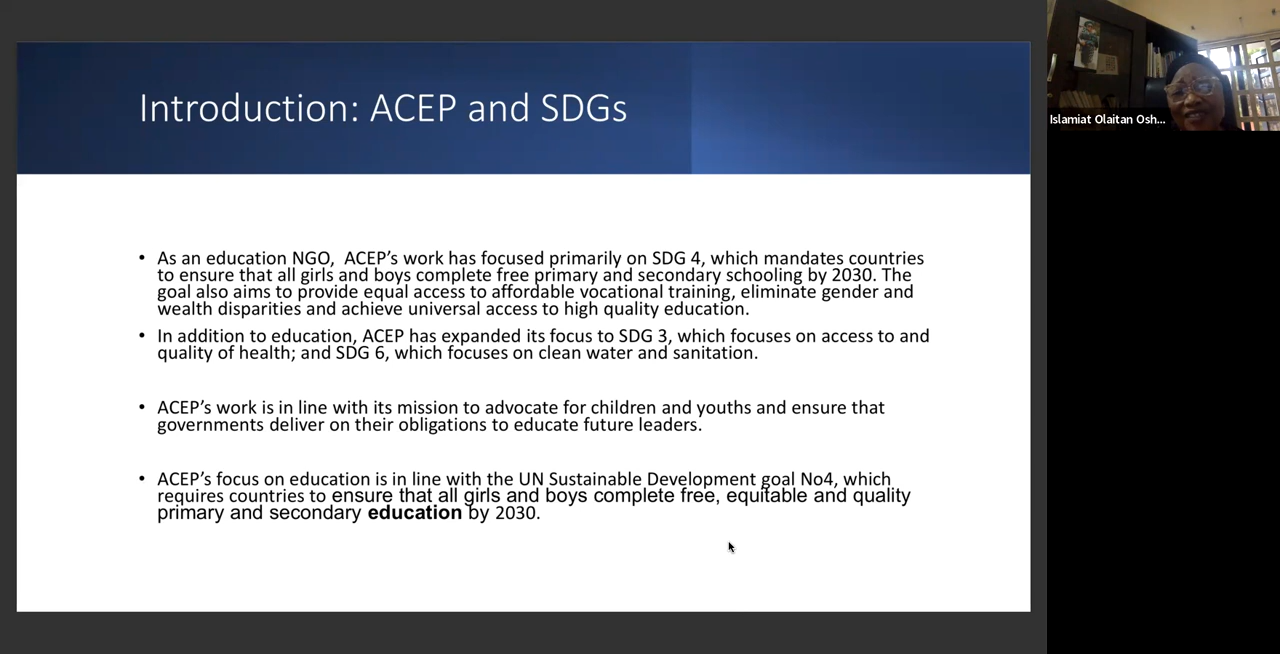 Introduction: ACEP and SDGs
Islamiat Olaitan Osh...
• As an education NGO,  ACEP's work has focused primarily on SDG 4, which mandates countries
to ensure that all girls and boys complete free primary and secondary schooling by 2030. The
goal also aims to provide equal access to affordable vocational training, eliminate gender and
wealth disparities and achieve universal access to high quality education.
• In addition to education, ACEP has expanded its focus to SDG 3, which focuses on access to and
quality of health; and SDG 6, which focuses on clean water and sanitation.
• ACEP's work is in line with its mission to advocate for children and youths and ensure that
governments deliver on their obligations to educate future leaders.
• ACEP's focus on education is in line with the UN Sustainable Development goal No4, which
requires countries to ensure that all girls and boys complete free, equitable and quality
primary and secondary education by 2030.